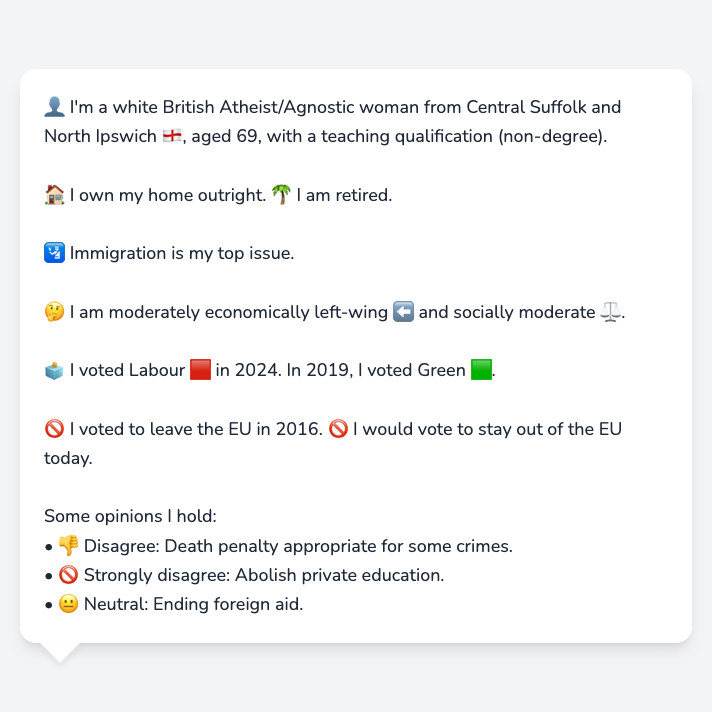 👤 I'm a white British Atheist/Agnostic woman from Central Suffolk and
North Ipswich 🏴󠁧󠁢󠁥󠁮󠁧󠁿, aged 69, with a teaching qualification (non-degree).
🏠 I own my home outright. 🌴 I am retired.
🛂 Immigration is my top issue.
🤔 I am moderately economically left-wing ⬅️ and socially moderate ⚖️.
🗳️ I voted Labour 🟥 in 2024. In 2019, I voted Green 🟩.
🚫 I voted to leave the EU in 2016. 🚫 I would vote to stay out of the EU
today.
Some opinions I hold:
• 👎 Disagree: Death penalty appropriate for some crimes.
• 🚫 Strongly disagree: Abolish private education.
• 😐 Neutral: Ending foreign aid.